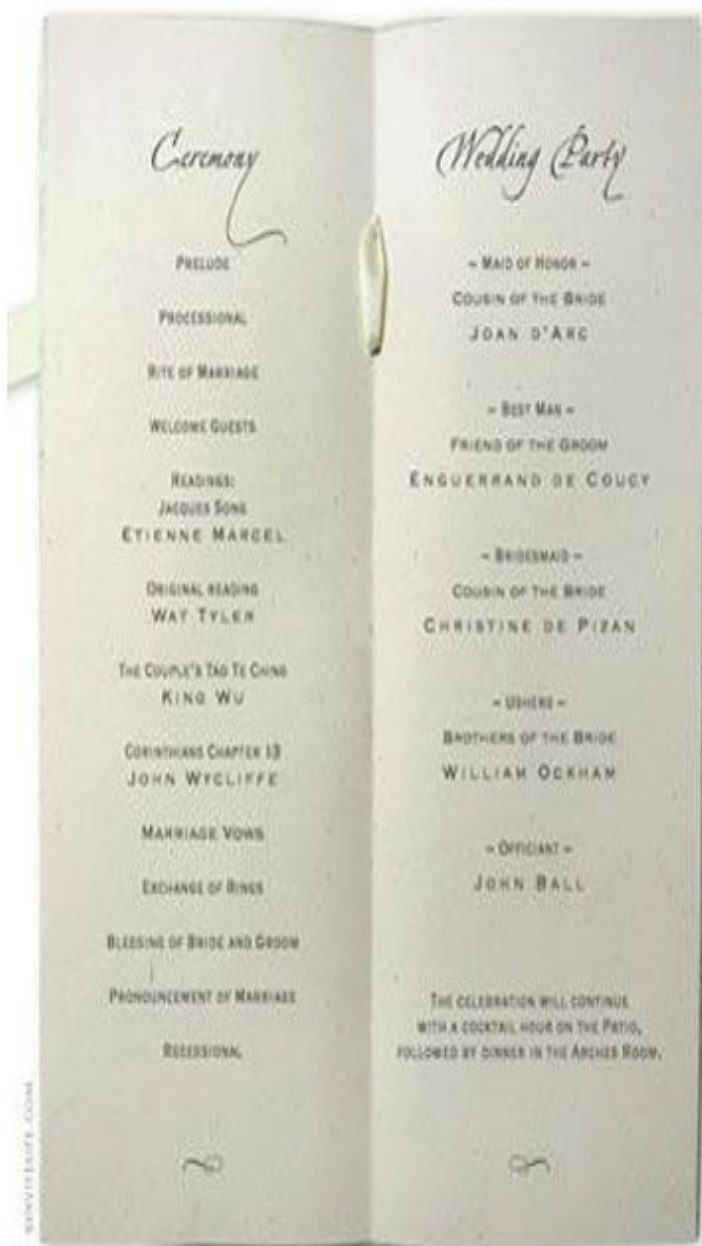 Ceremony
PRELUDE
PROCESSIONAL
RITE OF MARRIAGE
WELCOME GUESTS
READINGS:
JACQUES SONG
ETIENNE MARCEL
ORIGINAL READING
WAT TYLER
THE COUPLE'S TAO TE CHING
KING WU
CORINTHIANS CHAPTER 13
JOHN WYCLIFFE
MARRIAGE VOWS
EXCHANGE OF RINGS
BLESSING OF BRIDE AND GROOM
PRONOUNCEMENT OF MARRIAGE
RECESSIONAL
Wedding Party
~ MAID OF HONOR ~
COUSIN OF THE BRIDE
JOAN D'ARC
~ BEST MAN ~
FRIEND OF THE GROOM
ENGUERRAND DE COUCY
~ BRIDESMAID ~
COUSIN OF THE BRIDE
CHRISTINE DE PIZAN
~ USHERS ~
BROTHERS OF THE BRIDE
WILLIAM OCKHAM
~ OFFICIANT ~
JOHN BALL
THE CELEBRATION WILL CONTINUE
WITH A COCKTAIL HOUR ON THE PATIO,
FOLLOWED BY DINNER IN THE ARCHES ROOM.